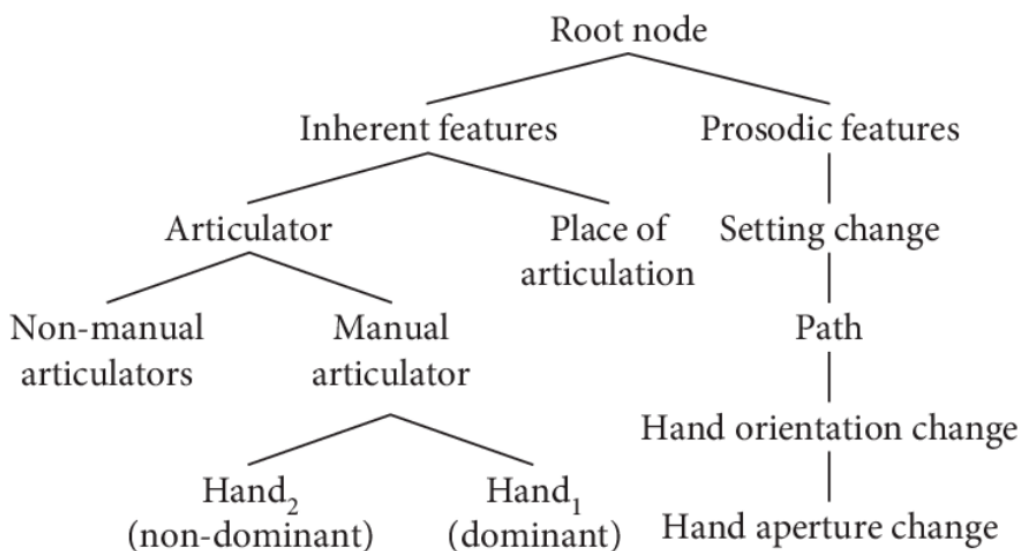 Root node
Inherent features
Prosodic features
Articulator
Place of
articulation
Setting change
Non-manual
articulators
Manual
articulator
Path
Hand orientation change
Hand₂
(non-dominant)
Hand₁
(dominant)
Hand aperture change